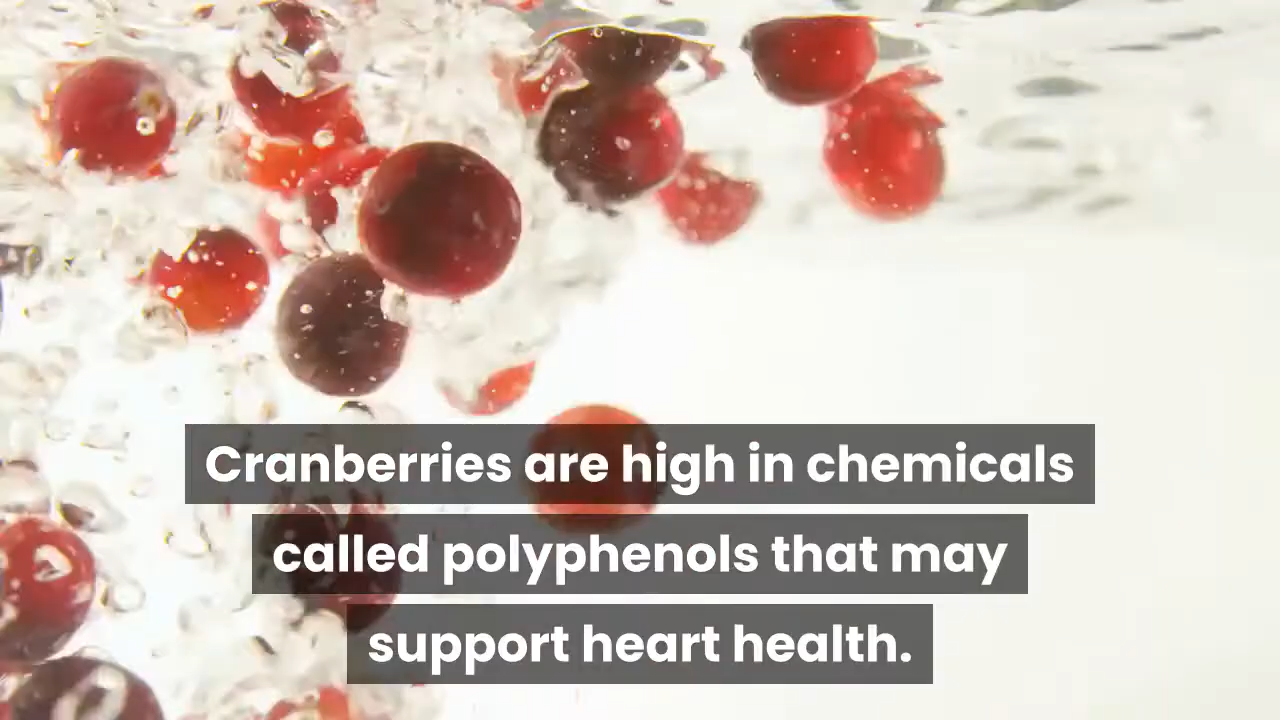 Cranberries are high in chemicals
called polyphenols that may
support heart health.